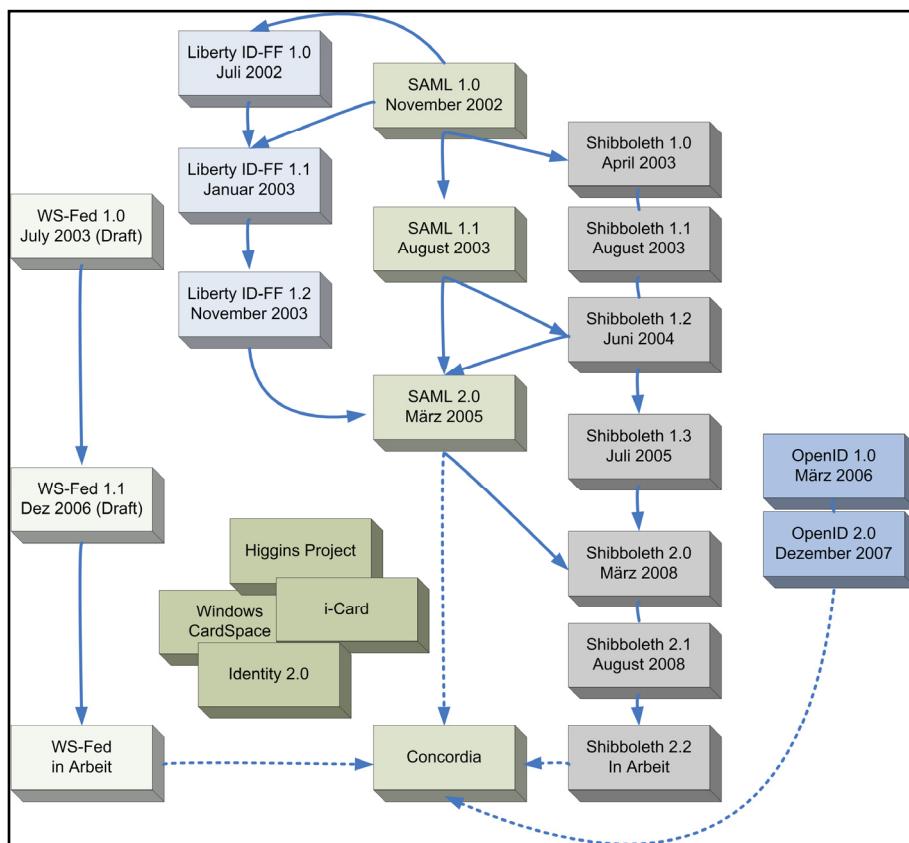 Liberty ID-FF 1.0
Juli 2002
SAML 1.0
November 2002
Shibboleth 1.0
April 2003
Liberty ID-FF 1.1
Januar 2003
WS-Fed 1.0
July 2003 (Draft)
SAML 1.1
August 2003
Shibboleth 1.1
August 2003
Liberty ID-FF 1.2
November 2003
Shibboleth 1.2
Juni 2004
SAML 2.0
März 2005
Shibboleth 1.3
Juli 2005
OpenID 1.0
März 2006
WS-Fed 1.1
Dez 2006 (Draft)
OpenID 2.0
Dezember 2007
Higgins Project
Shibboleth 2.0
März 2008
Windows
CardSpace
i-Card
Identity 2.0
Shibboleth 2.1
August 2008
WS-Fed
in Arbeit
Concordia
Shibboleth 2.2
In Arbeit